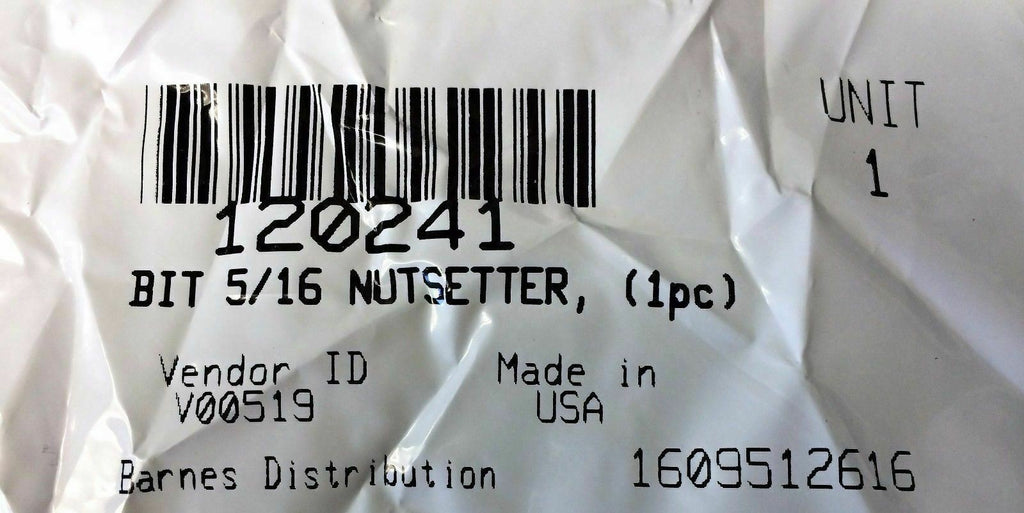 UNIT
1
120241
BIT 5/16 NUTSETTER, (1pc)
Vendor ID Made in
V00519 USA
Barnes Distribution 1609512616